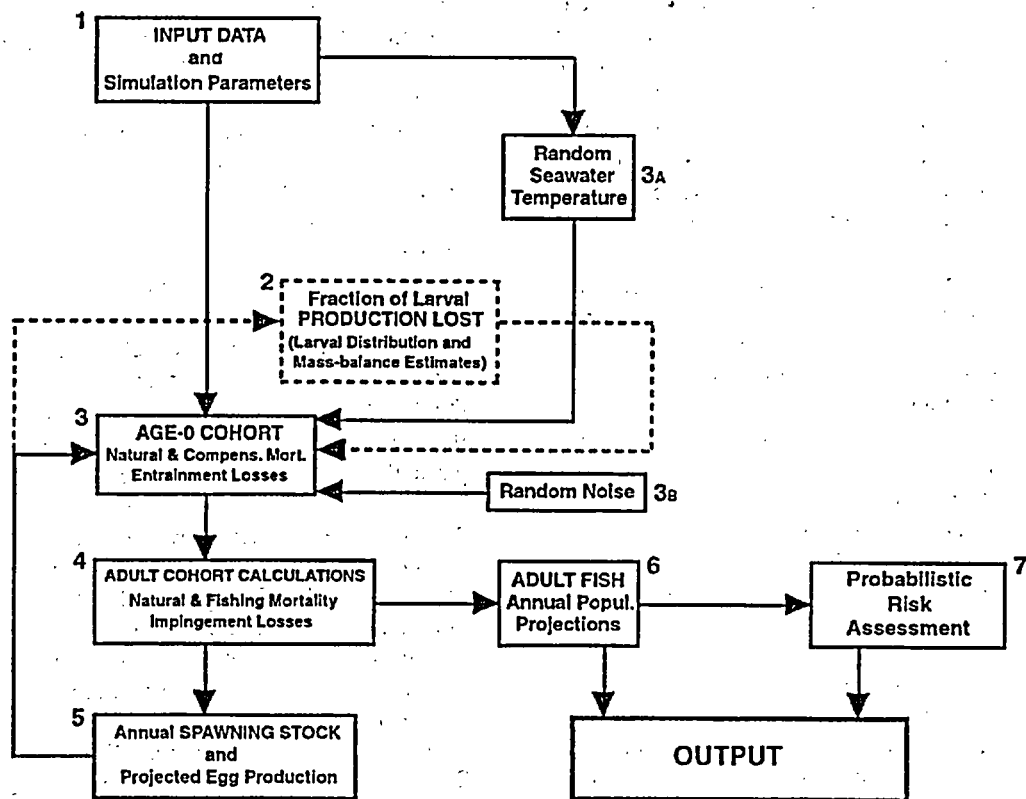 1
INPUT DATA
and
Simulation Parameters
Random
Seawater
Temperature
3A
2
Fraction of Larval
PRODUCTION LOST
(Larval Distribution and
Mass-balance Estimates)
3
AGE-0 COHORT
Natural & Compens. Mort.
Entrainment Losses
Random Noise
3B
4
ADULT COHORT CALCULATIONS
Natural & Fishing Mortality
Impingement Losses
6
ADULT FISH
Annual Popul.
Projections
7
Probabilistic
Risk
Assessment
5
Annual SPAWNING STOCK
and
Projected Egg Production
OUTPUT